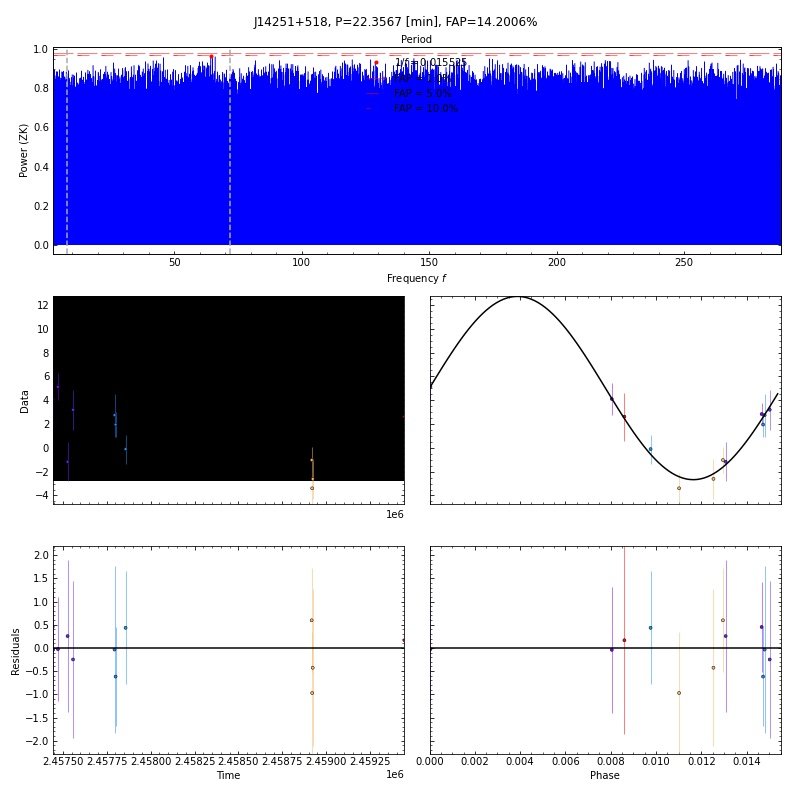 J14251+518, P=22.3567 [min], FAP=14.2006%
Period
1.0
0.8
0.6
0.4
0.2
0.0
Power (ZK)
1/f = 0.015525
FAP = 5.0%
FAP = 10.0%
50 100 150 200 250
Frequency f
12
10
8
6
4
2
0
−2
−4
Data
1e6
2.0
1.5
1.0
0.5
0.0
−0.5
−1.0
−1.5
−2.0
Residuals
2.45750 2.45775 2.45800 2.45825 2.45850 2.45875 2.45900 2.45925
1e6
Time
0.000 0.002 0.004 0.006 0.008 0.010 0.012 0.014
Phase